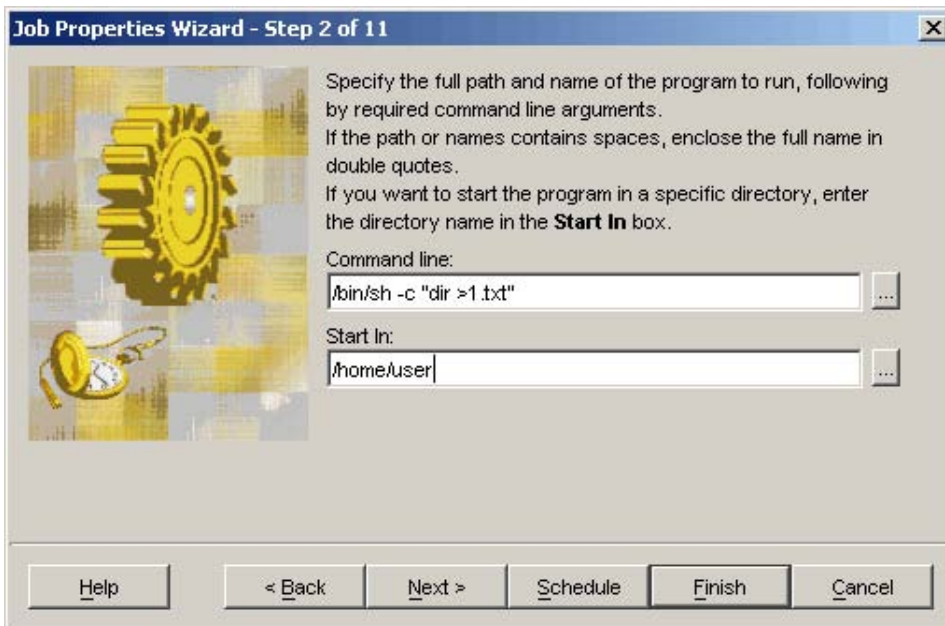 Job Properties Wizard - Step 2 of 11
Specify the full path and name of the program to run, following
by required command line arguments.
If the path or names contains spaces, enclose the full name in
double quotes.
If you want to start the program in a specific directory, enter
the directory name in the Start In box.
Command line:
/bin/sh -c "dir >1.txt"
...
Start In:
/home/user
...
Help
< Back
Next >
Schedule
Finish
Cancel